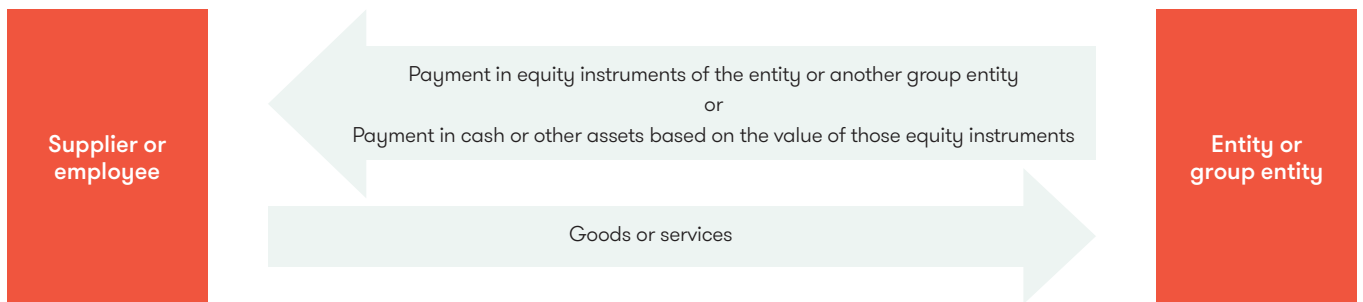 Supplier or
employee
Payment in equity instruments of the entity or another group entity
or
Payment in cash or other assets based on the value of those equity instruments
Goods or services
Entity or
group entity